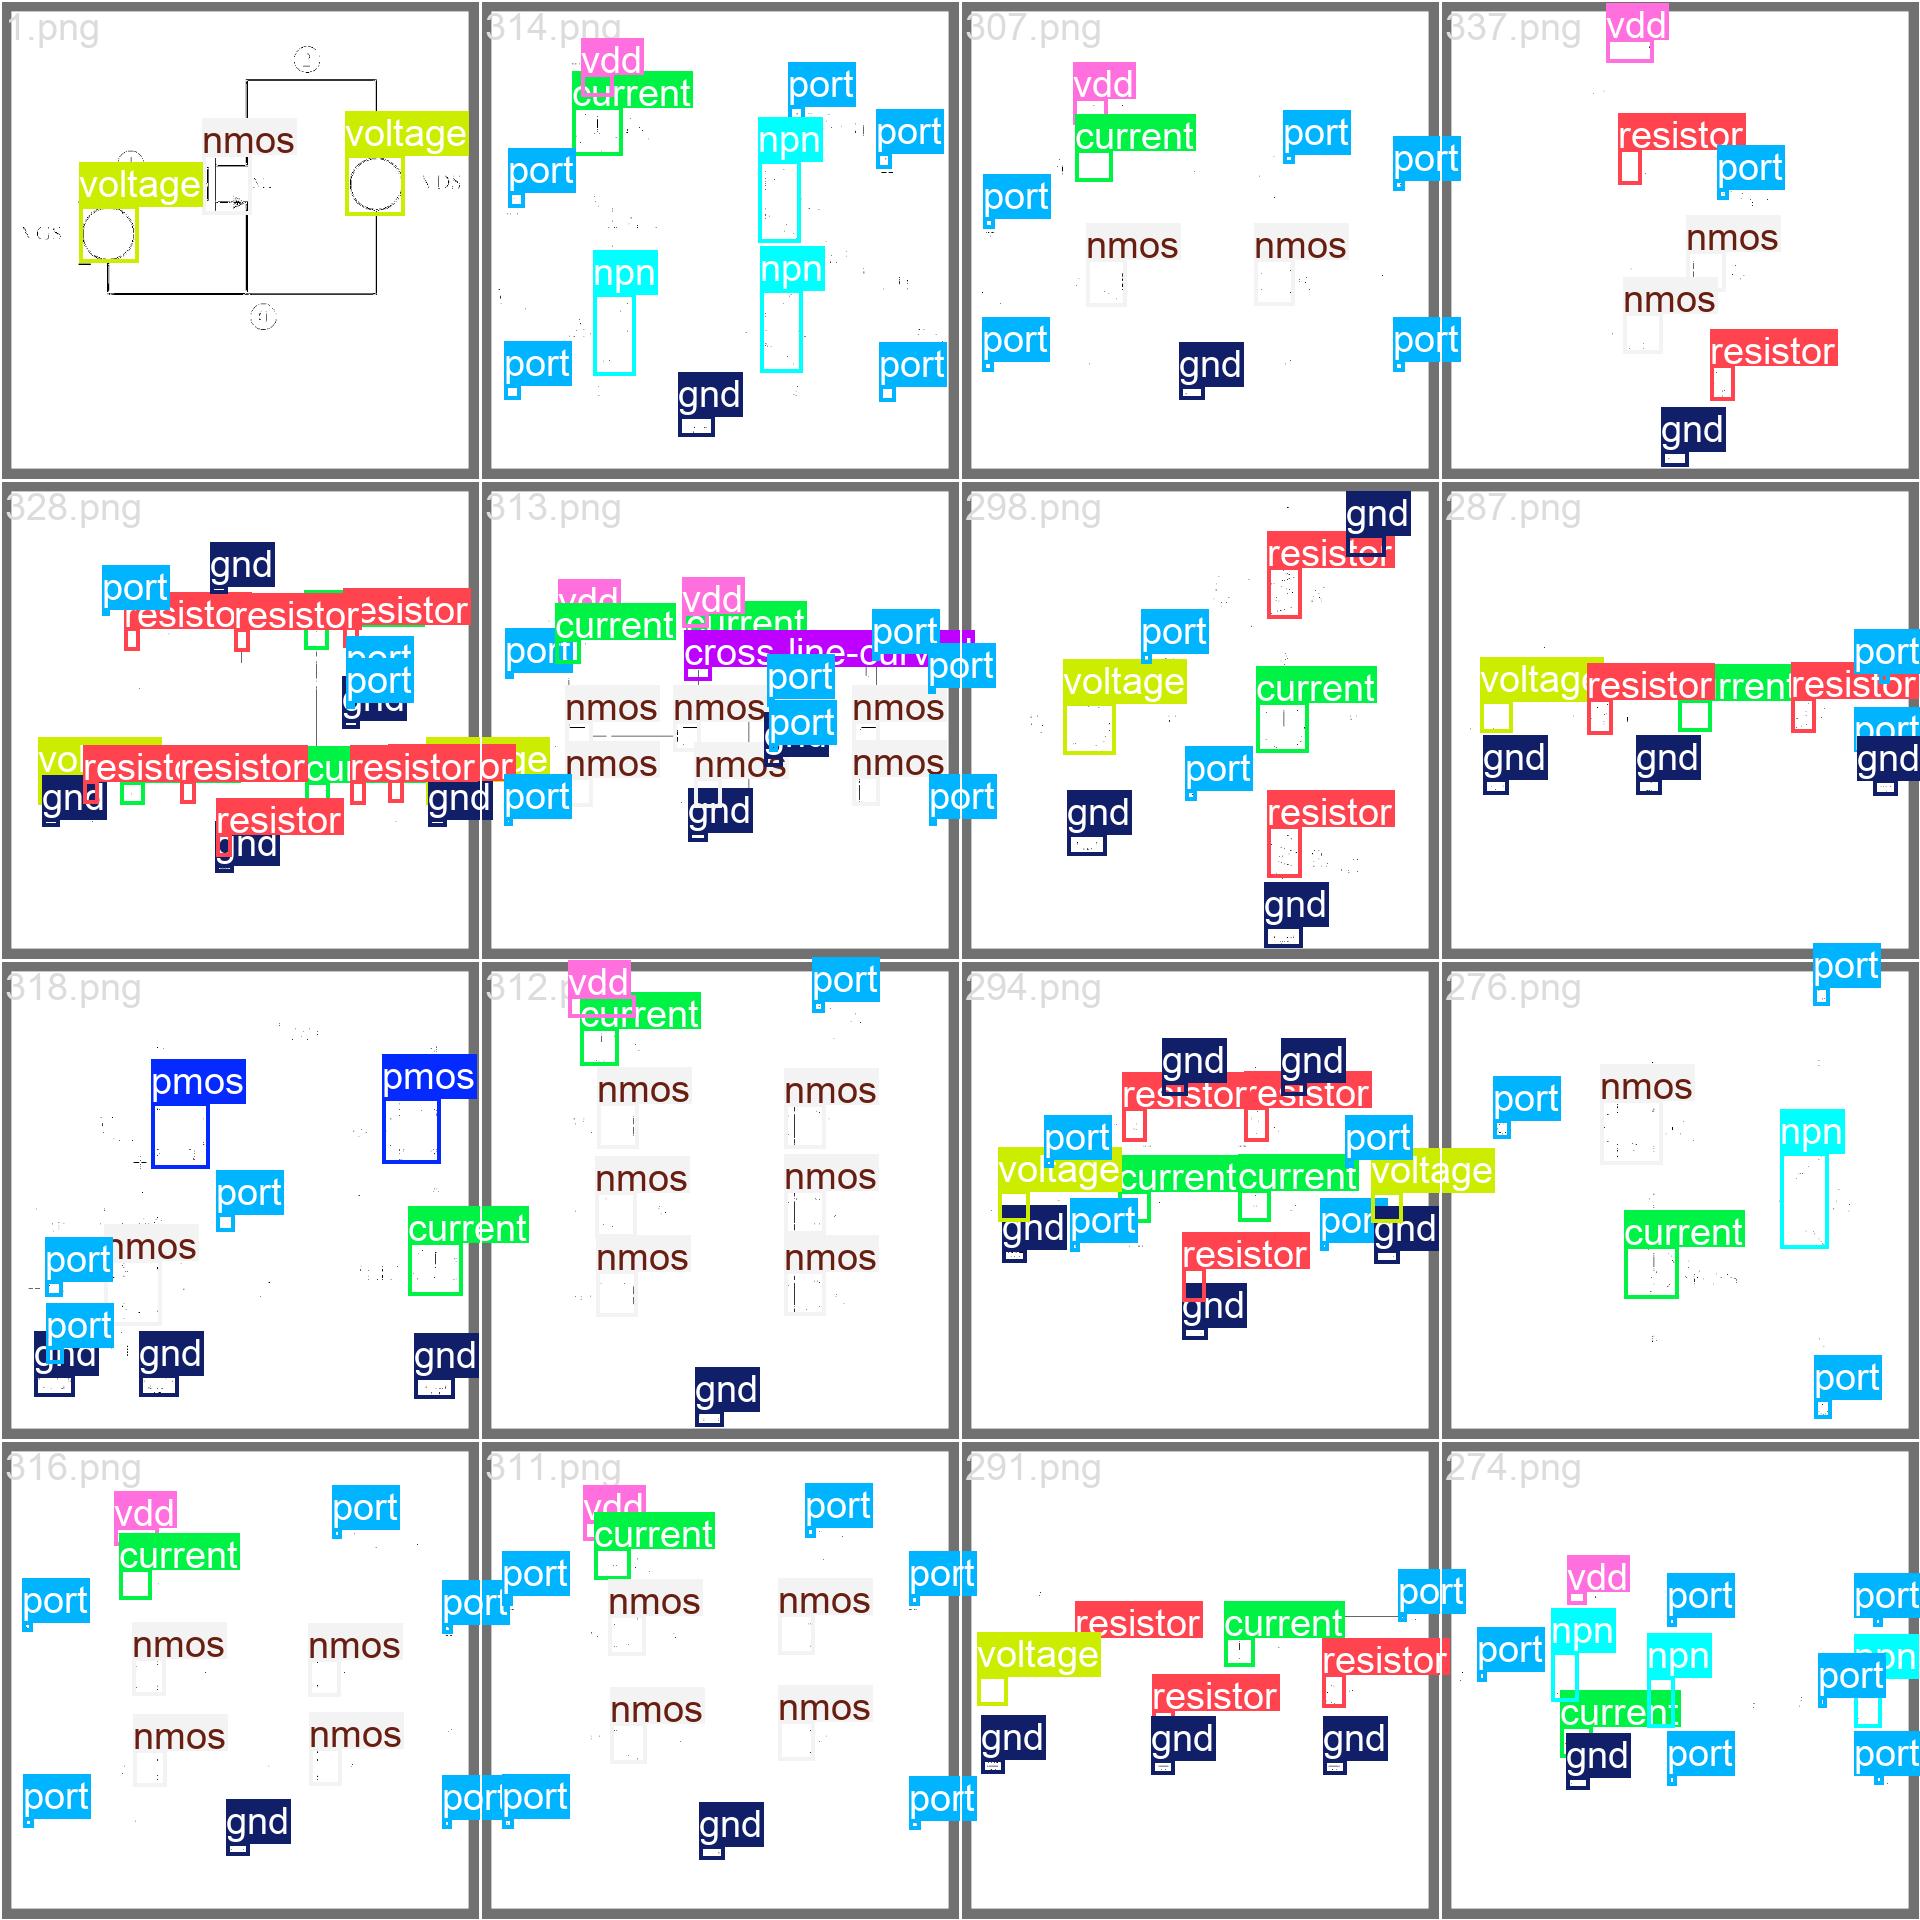 1.png
2
nmos
voltage
voltage
VDS
VGS
314.png
vdd
current
port
port
npn
port
npn
npn
port
port
gnd
307.png
vdd
current
port
port
port
nmos
nmos
port
port
gnd
337.png
vdd
resistor
port
nmos
nmos
resistor
gnd
328.png
gnd
port
resistor
resistor
resistor
port
port
gnd
resistor
resistor
resistor
gnd
gnd
resistor
gnd
313.png
vdd
vdd
current
current
port
port
port
port
port
nmos
nmos
nmos
nmos
nmos
nmos
port
gnd
port
298.png
gnd
resistor
port
voltage
current
port
gnd
resistor
gnd
287.png
port
voltage
resistor
resistor
port
gnd
gnd
gnd
318.png
pmos
pmos
port
current
nmos
port
port
gnd
gnd
gnd
312.png
vdd
port
current
nmos
nmos
nmos
nmos
nmos
nmos
gnd
294.png
gnd
gnd
resistor
resistor
port
port
voltage
current
current
voltage
port
port
gnd
gnd
resistor
gnd
276.png
port
port
nmos
npn
current
port
316.png
vdd
port
current
port
port
nmos
nmos
nmos
nmos
port
port
gnd
311.png
vdd
port
current
port
port
nmos
nmos
nmos
nmos
port
port
gnd
291.png
port
resistor
current
voltage
resistor
resistor
gnd
gnd
gnd
274.png
vdd
port
port
npn
port
npn
npn
port
current
gnd
port
port